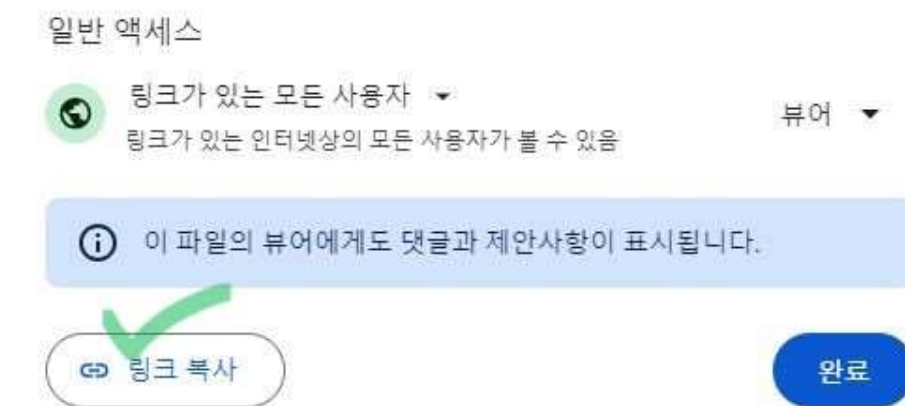 일반 액세스
링크가 있는 모든 사용자
링크가 있는 인터넷상의 모든 사용자가 볼 수 있음
뷰어
이 파일의 뷰어에게도 댓글과 제안사항이 표시됩니다.
링크 복사
완료